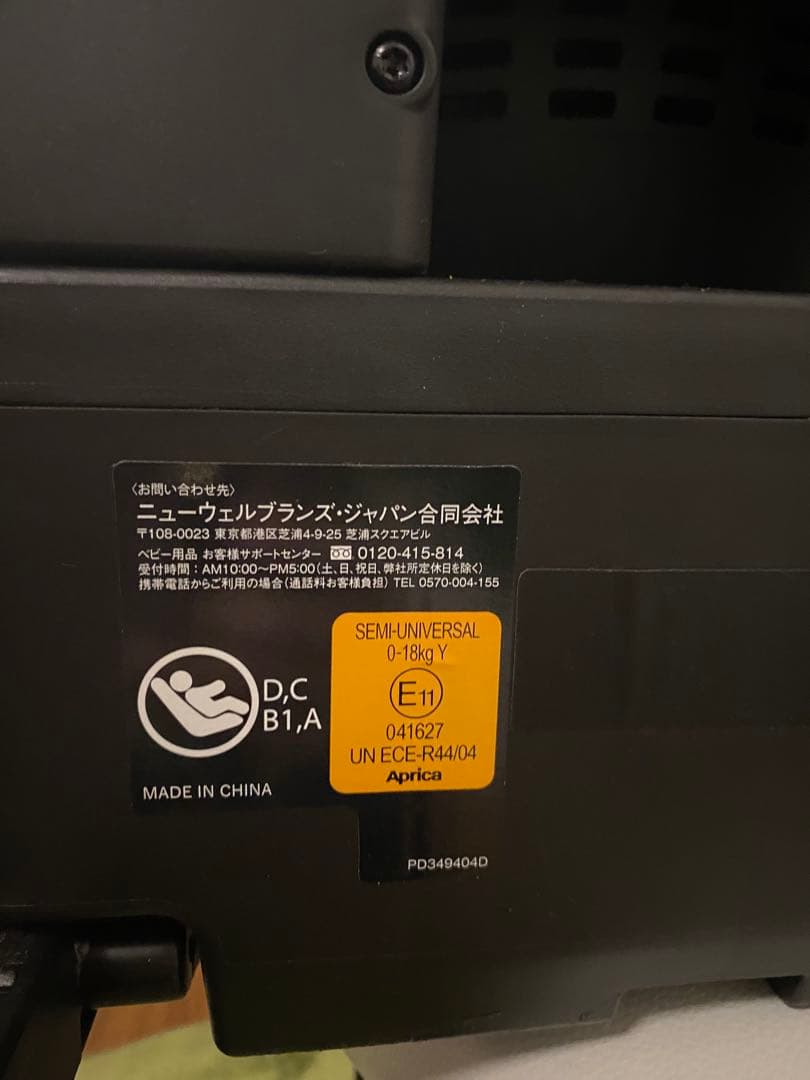 〈お問い合わせ先〉
ニューウェルブランズ・ジャパン合同会社
〒108-0023 東京都港区芝浦4-9-25 芝浦スクエアビル
ベビー用品 お客様サポートセンター 0120-415-814
受付時間：AM10:00〜PM5:00（土、日、祝日、弊社所定休日を除く）
携帯電話からご利用の場合（通話料お客様負担） TEL 0570-004-155
SEMI-UNIVERSAL
0-18kg Y
E11
041627
UN ECE-R44/04
Aprica
D,C
B1,A
MADE IN CHINA
PD349404D